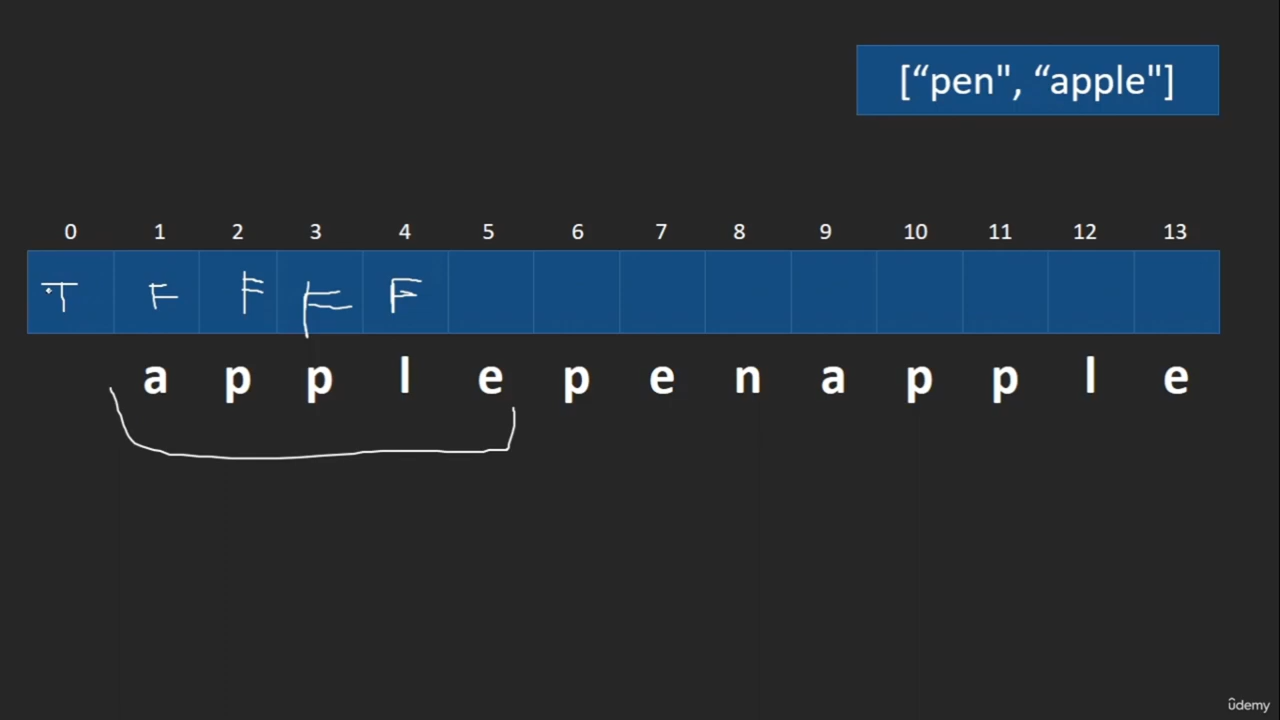 [“pen", “apple"]
0 1 2 3 4 5 6 7 8 9 10 11 12 13
T F F F F
a p p l e p e n a p p l e
ûdemy